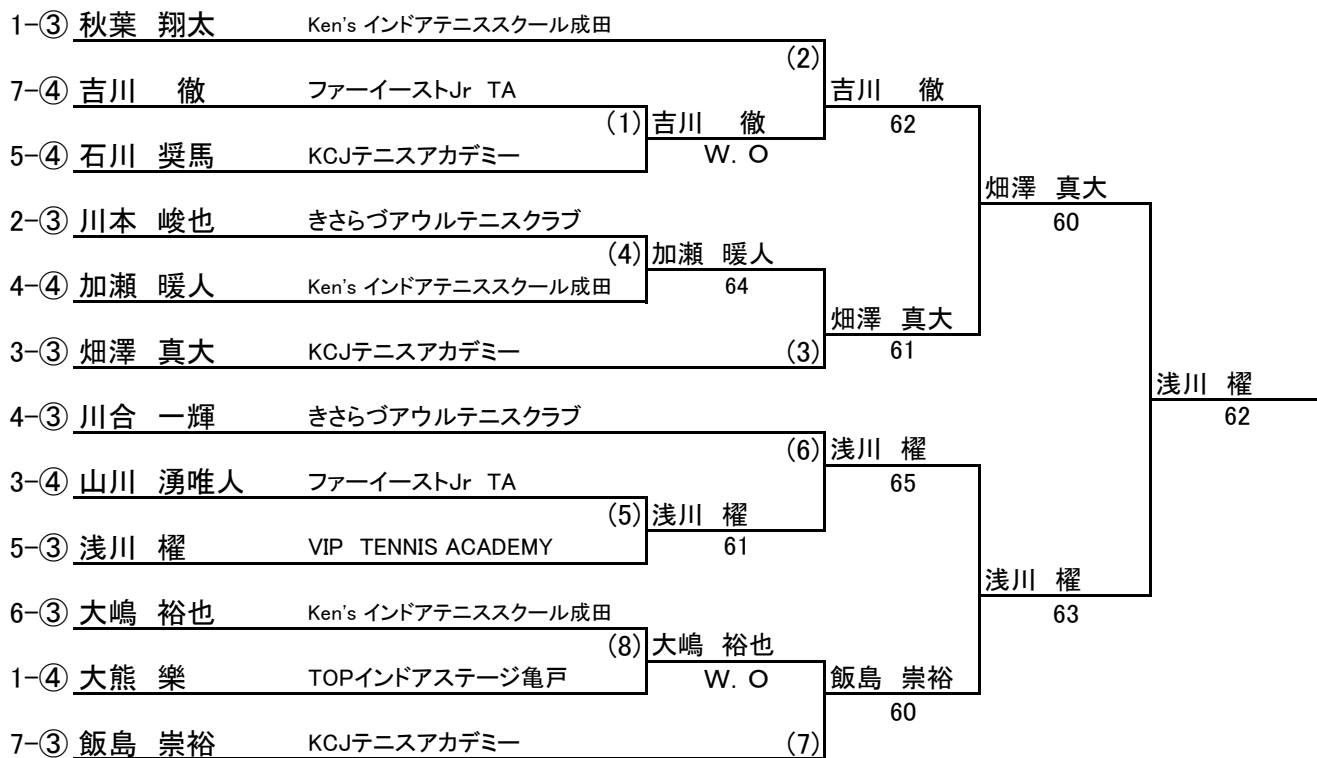 1-③ 秋葉 翔太 Ken's インドアテニススクール成田
(2)
7-④ 吉川 徹 ファーイーストJr TA 吉川 徹
(1) 吉川 徹 62
5-④ 石川 奨馬 KCJテニスアカデミー W. O
畑澤 真大
2-③ 川本 峻也 きさらづアウルテニスクラブ 60
(4) 加瀬 暖人
4-④ 加瀬 暖人 Ken's インドアテニススクール成田 64
畑澤 真大
3-③ 畑澤 真大 KCJテニスアカデミー (3) 61
浅川 櫂
4-③ 川合 一輝 きさらづアウルテニスクラブ 62
(6) 浅川 櫂
3-④ 山川 湧唯人 ファーイーストJr TA 65
(5) 浅川 櫂
5-③ 浅川 櫂 VIP TENNIS ACADEMY 61
浅川 櫂
6-③ 大嶋 裕也 Ken's インドアテニススクール成田 63
(8) 大嶋 裕也
1-④ 大熊 樂 TOPインドアステージ亀戸 W. O 飯島 崇裕
60
7-③ 飯島 崇裕 KCJテニスアカデミー (7)